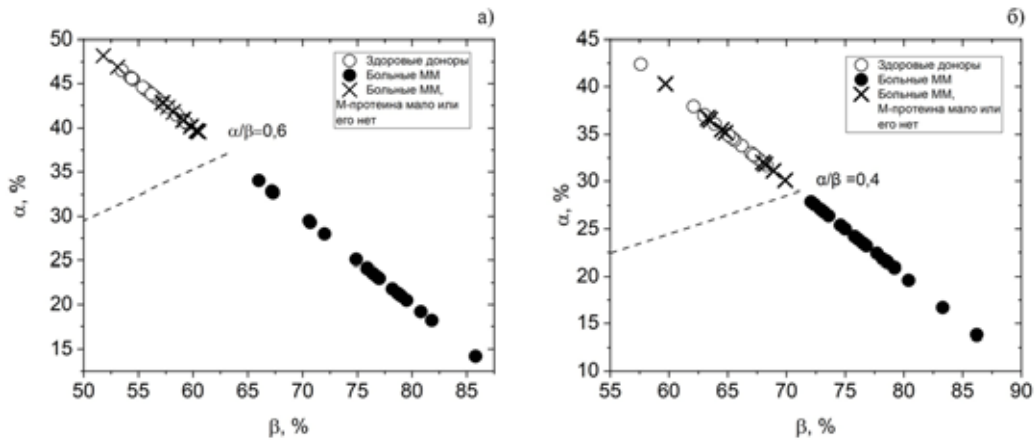 а)
50
45
40
35
30
25
20
15
α, %
Здоровые доноры
Больные ММ
Больные ММ,
М-протеина мало или
его нет
α/β=0,6
50 55 60 65 70 75 80 85
β, %
б)
45
40
35
30
25
20
15
10
α, %
Здоровые доноры
Больные ММ
Больные ММ,
М-протеина мало или
его нет
α/β =0,4
55 60 65 70 75 80 85 90
β, %